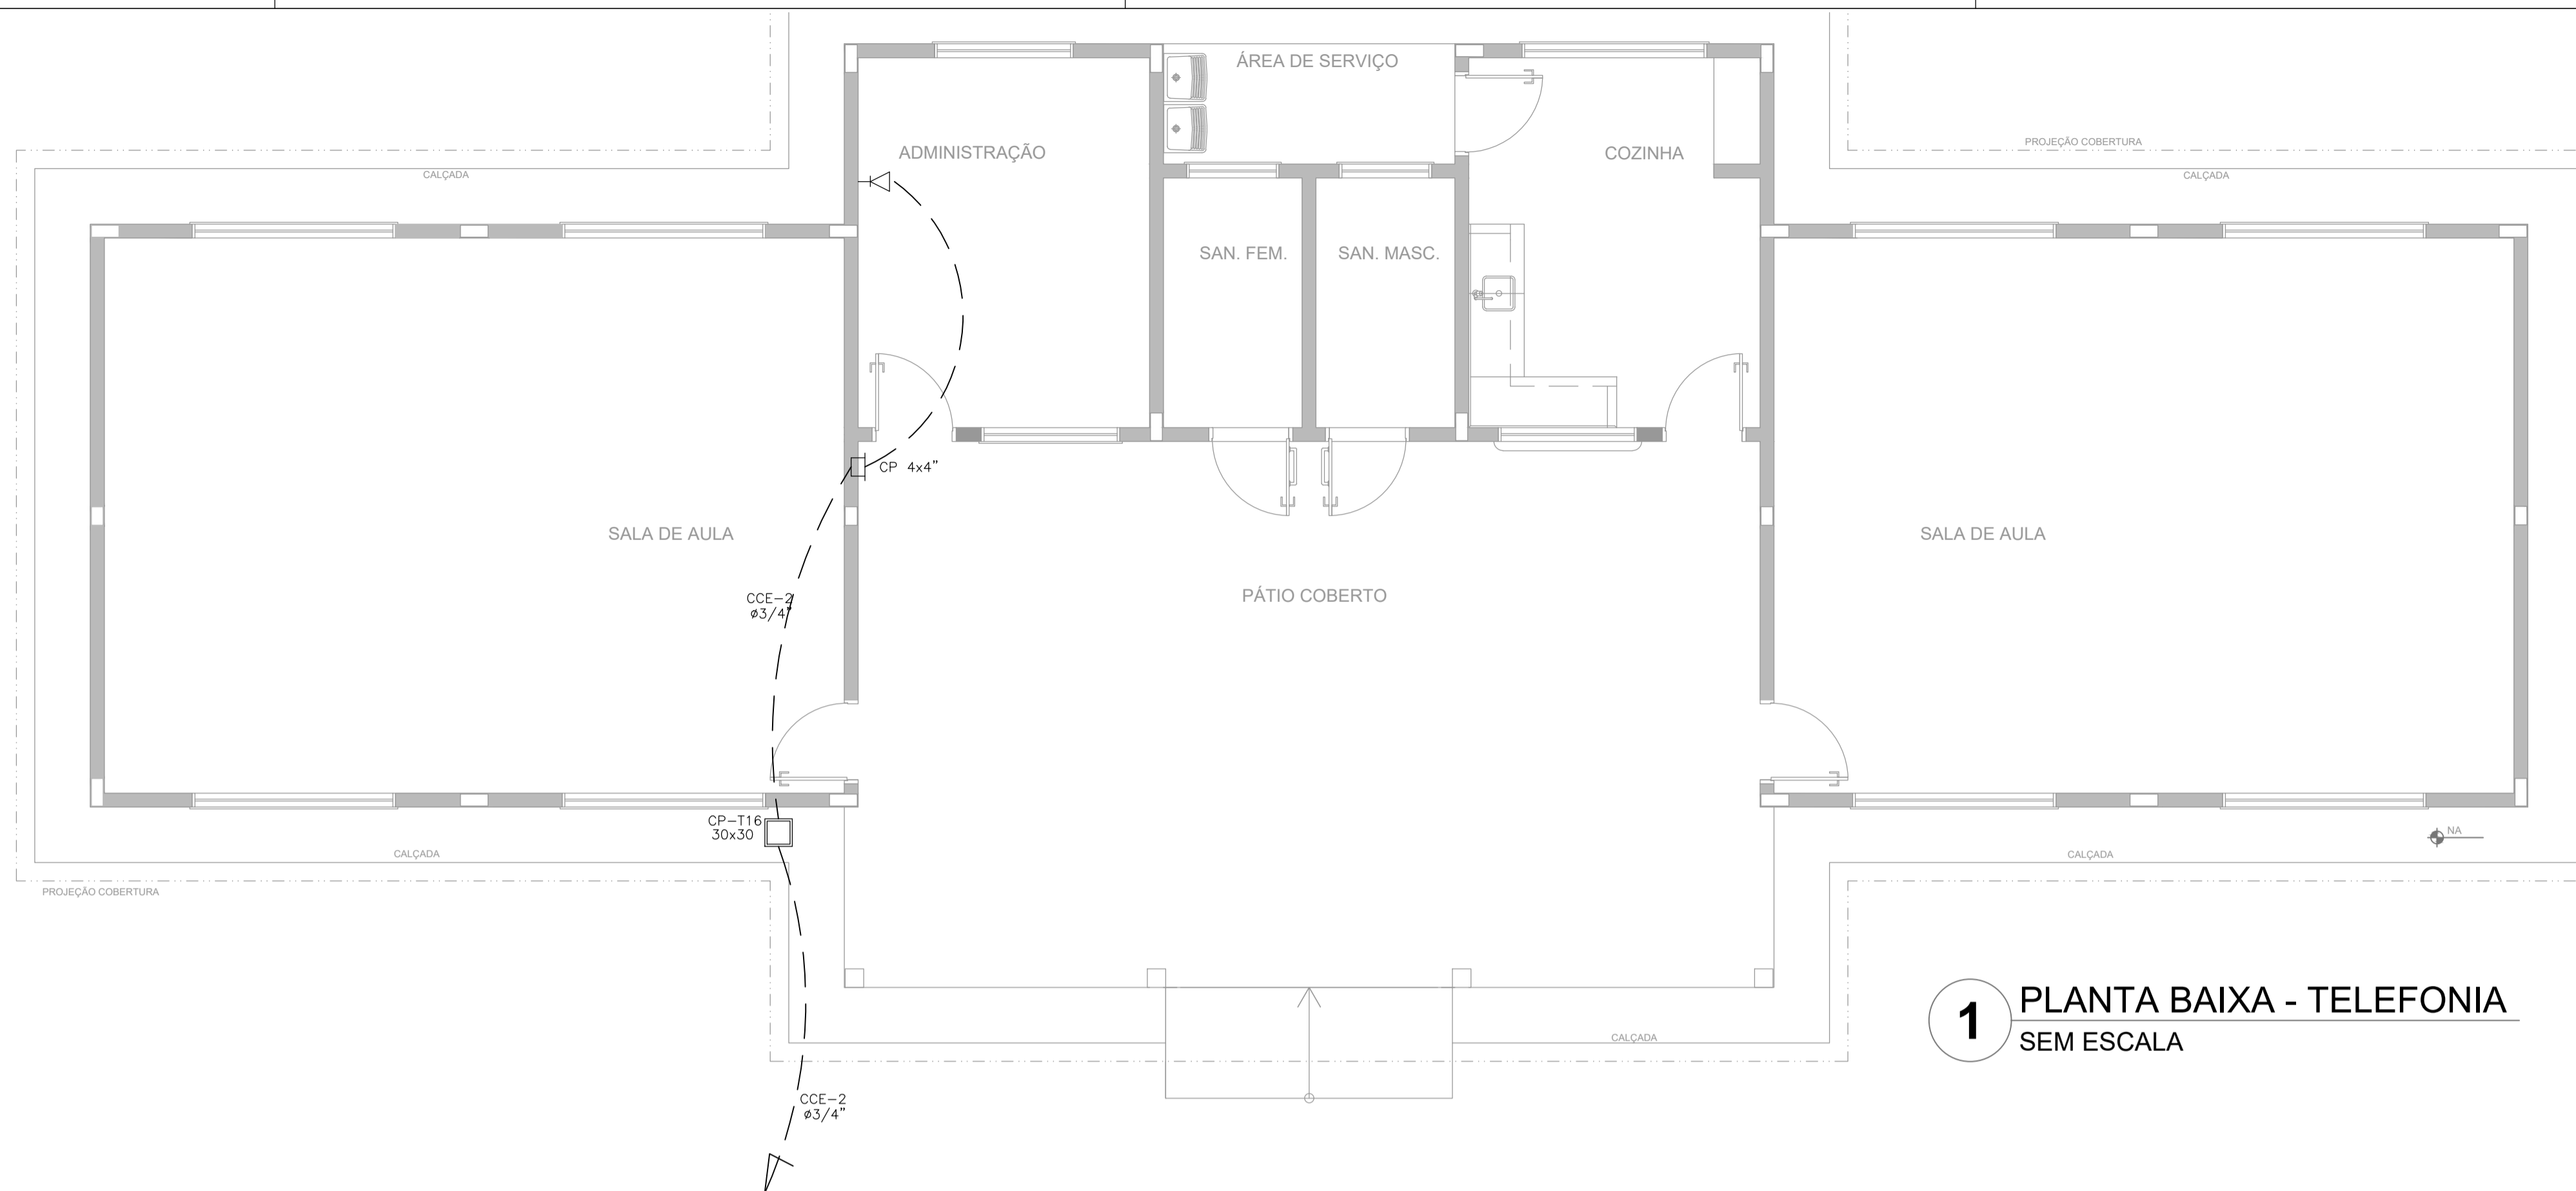 ÁREA DE SERVIÇO
ADMINISTRAÇÃO
COZINHA
PROJEÇÃO COBERTURA
CALÇADA
CALÇADA
SAN. FEM.
SAN. MASC.
CP 4x4"
SALA DE AULA
SALA DE AULA
PÁTIO COBERTO
CCE-2
ø3/4"
CP-T16
30x30
NA
CALÇADA
CALÇADA
PROJEÇÃO COBERTURA
1
PLANTA BAIXA - TELEFONIA
SEM ESCALA
CALÇADA
CCE-2
ø3/4"